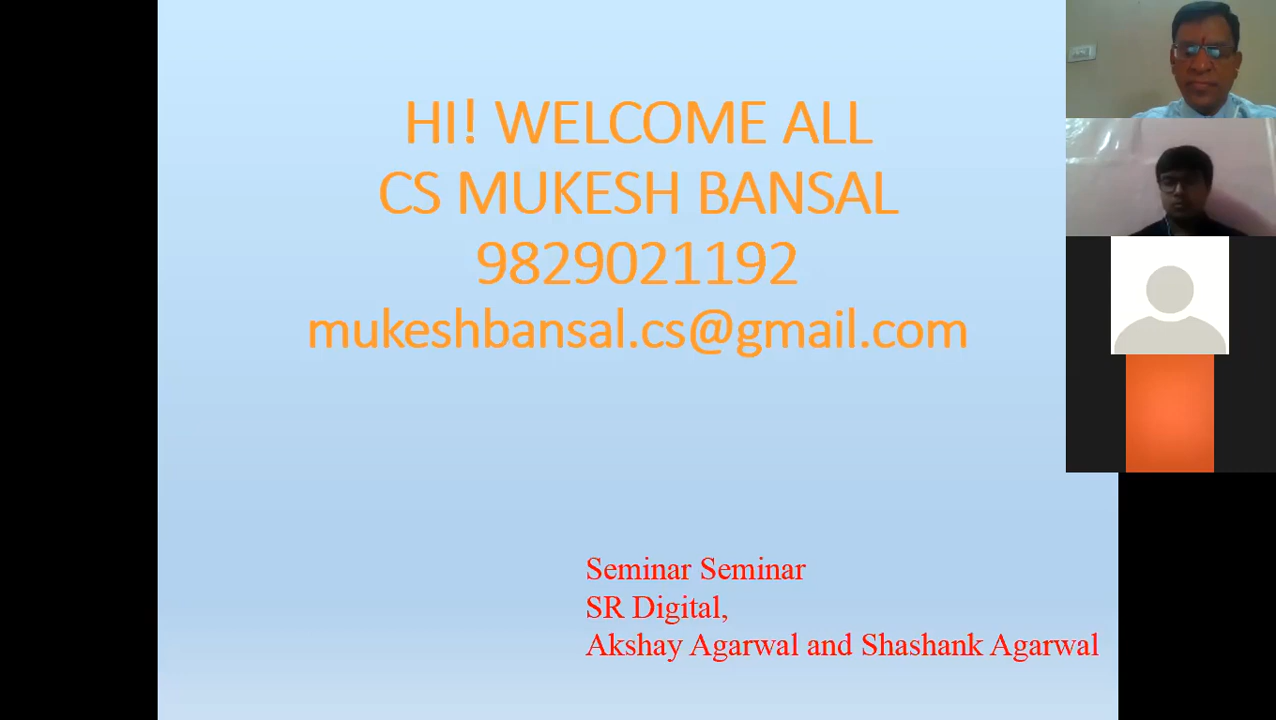 HI! WELCOME ALL
CS MUKESH BANSAL
9829021192
mukeshbansal.cs@gmail.com
Seminar Seminar
SR Digital,
Akshay Agarwal and Shashank Agarwal